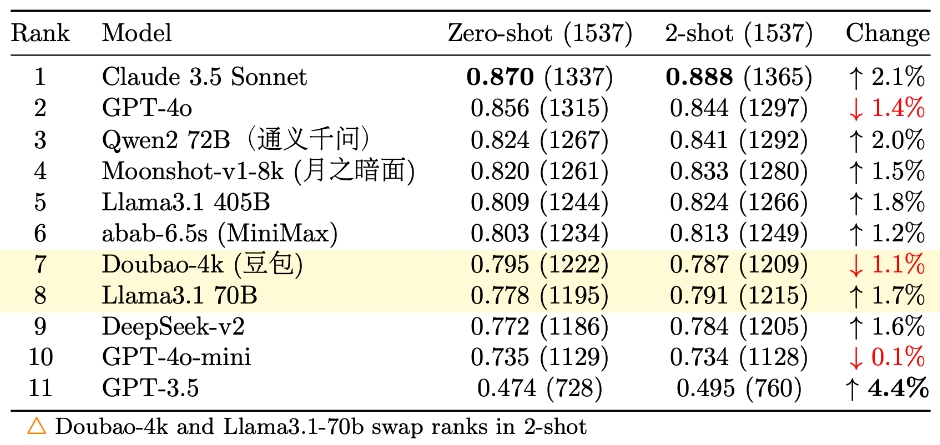 Rank Model Zero-shot (1537) 2-shot (1537) Change
1 Claude 3.5 Sonnet 0.870 (1337) 0.888 (1365) ↑ 2.1%
2 GPT-4o 0.856 (1315) 0.844 (1297) ↓ 1.4%
3 Qwen2 72B（通义千问） 0.824 (1267) 0.841 (1292) ↑ 2.0%
4 Moonshot-v1-8k (月之暗面) 0.820 (1261) 0.833 (1280) ↑ 1.5%
5 Llama3.1 405B 0.809 (1244) 0.824 (1266) ↑ 1.8%
6 abab-6.5s (MiniMax) 0.803 (1234) 0.813 (1249) ↑ 1.2%
7 Doubao-4k (豆包) 0.795 (1222) 0.787 (1209) ↓ 1.1%
8 Llama3.1 70B 0.778 (1195) 0.791 (1215) ↑ 1.7%
9 DeepSeek-v2 0.772 (1186) 0.784 (1205) ↑ 1.6%
10 GPT-4o-mini 0.735 (1129) 0.734 (1128) ↓ 0.1%
11 GPT-3.5 0.474 (728) 0.495 (760) ↑ 4.4%
△ Doubao-4k and Llama3.1-70b swap ranks in 2-shot